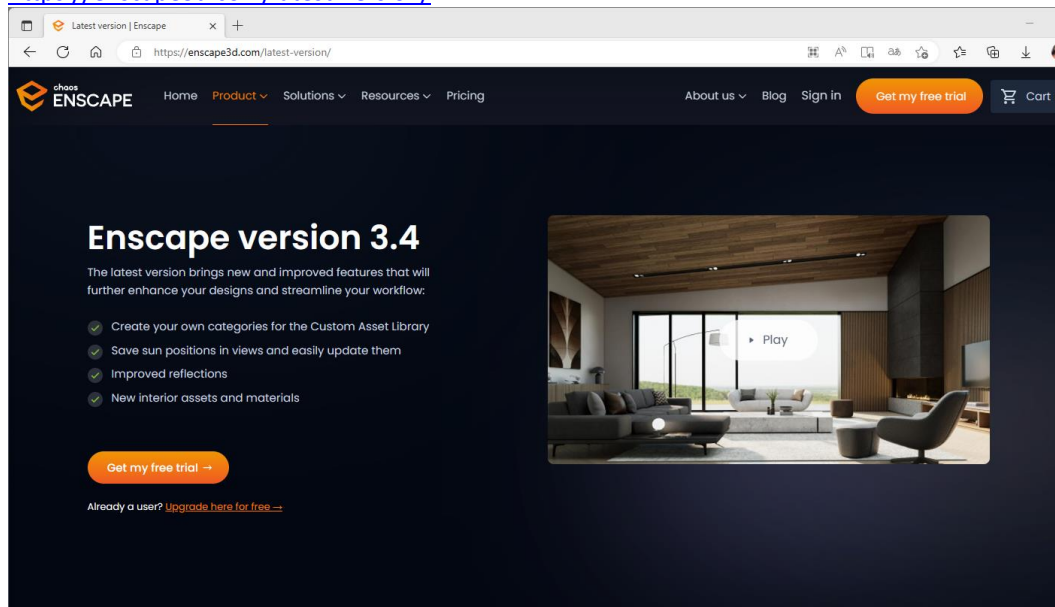 Latest version | Enscape
https://enscape3d.com/latest-version/
chaos
ENSCAPE
Home Product Solutions Resources Pricing About us Blog Sign in Get my free trial Cart
Enscape version 3.4
The latest version brings new and improved features that will
further enhance your designs and streamline your workflow:
Create your own categories for the Custom Asset Library
Save sun positions in views and easily update them
Improved reflections
New interior assets and materials
Play
Get my free trial →
Already a user? Upgrade here for free →